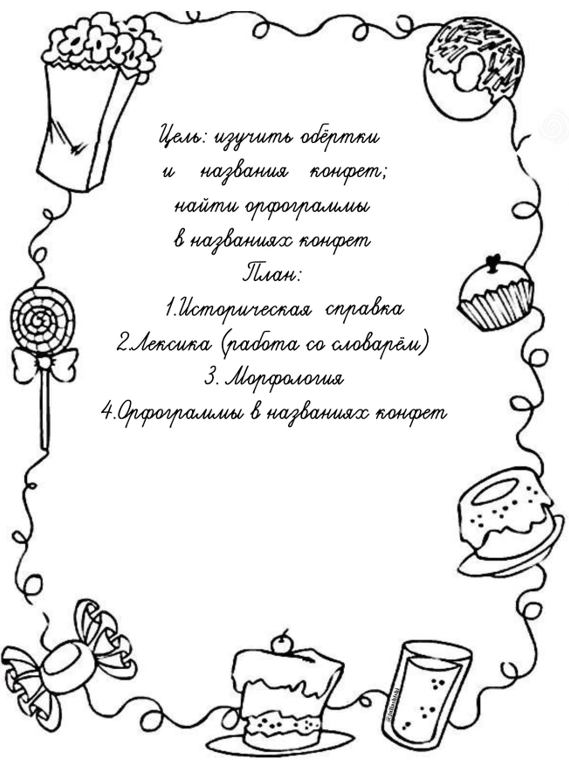 Цель: изучить обёртки
и названия конфет;
найти орфограммы
в названиях конфет
План:
1.Историческая справка
2.Лексика (работа со словарём)
3. Морфология
4.Орфограммы в названиях конфет